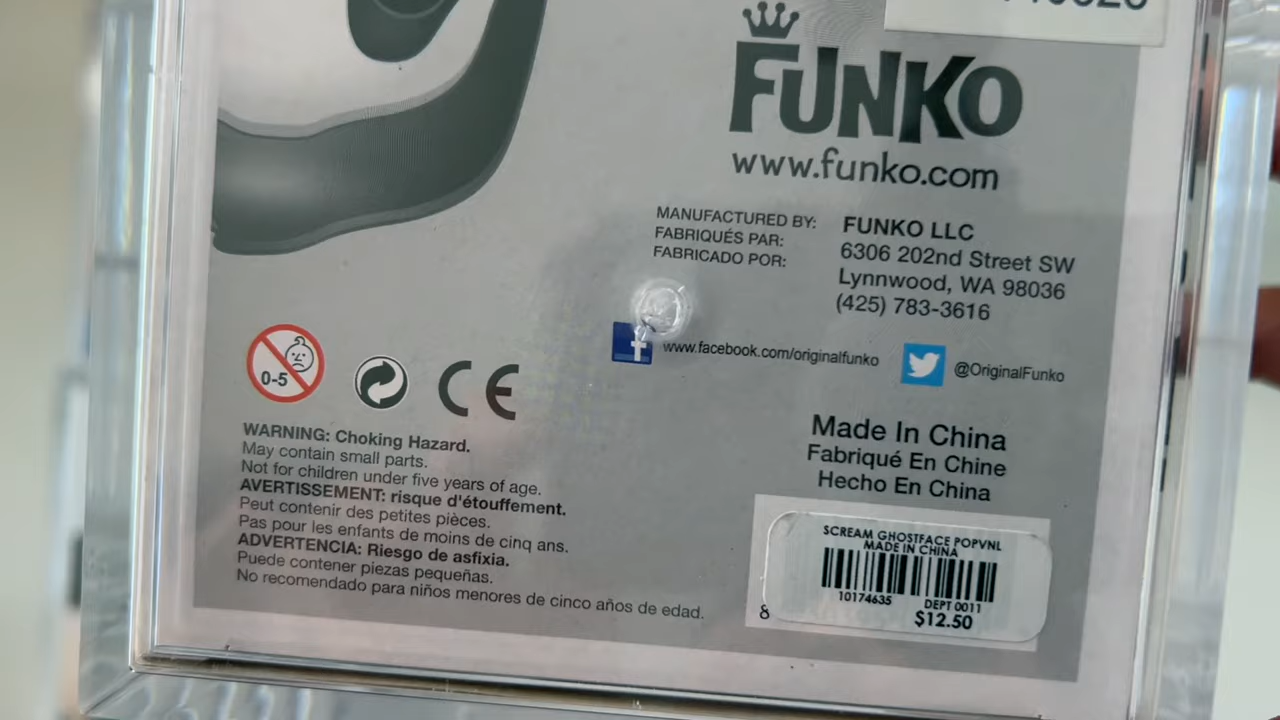 FUNKO
www.funko.com
MANUFACTURED BY: FUNKO LLC
FABRIQUÉS PAR: 6306 202nd Street SW
FABRICADO POR: Lynnwood, WA 98036
(425) 783-3616
www.facebook.com/originalfunko
@OriginalFunko
0-5
CE
WARNING: Choking Hazard.
May contain small parts.
Not for children under five years of age.
AVERTISSEMENT: risque d'étouffement.
Peut contenir des petites pièces.
Pas pour les enfants de moins de cinq ans.
ADVERTENCIA: Riesgo de asfixia.
Puede contener piezas pequeñas.
No recomendado para niños menores de cinco años de edad.
Made In China
Fabriqué En Chine
Hecho En China
SCREAM GHOSTFACE POPVNL
MADE IN CHINA
10174635 DEPT 0011
$12.50
8